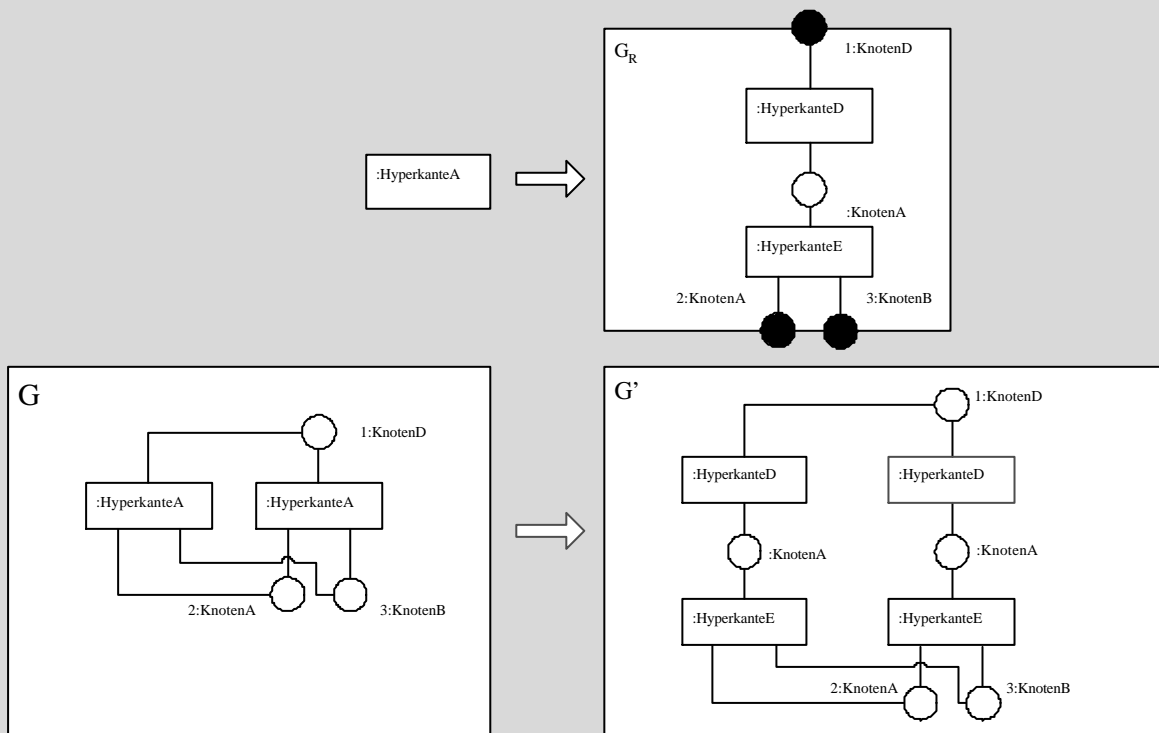 G_R
1:KnotenD
:HyperkanteD
:HyperkanteA
:KnotenA
:HyperkanteE
2:KnotenA
3:KnotenB
G
1:KnotenD
:HyperkanteA :HyperkanteA
2:KnotenA 3:KnotenB
G’
1:KnotenD
:HyperkanteD :HyperkanteD
:KnotenA :KnotenA
:HyperkanteE :HyperkanteE
2:KnotenA 3:KnotenB